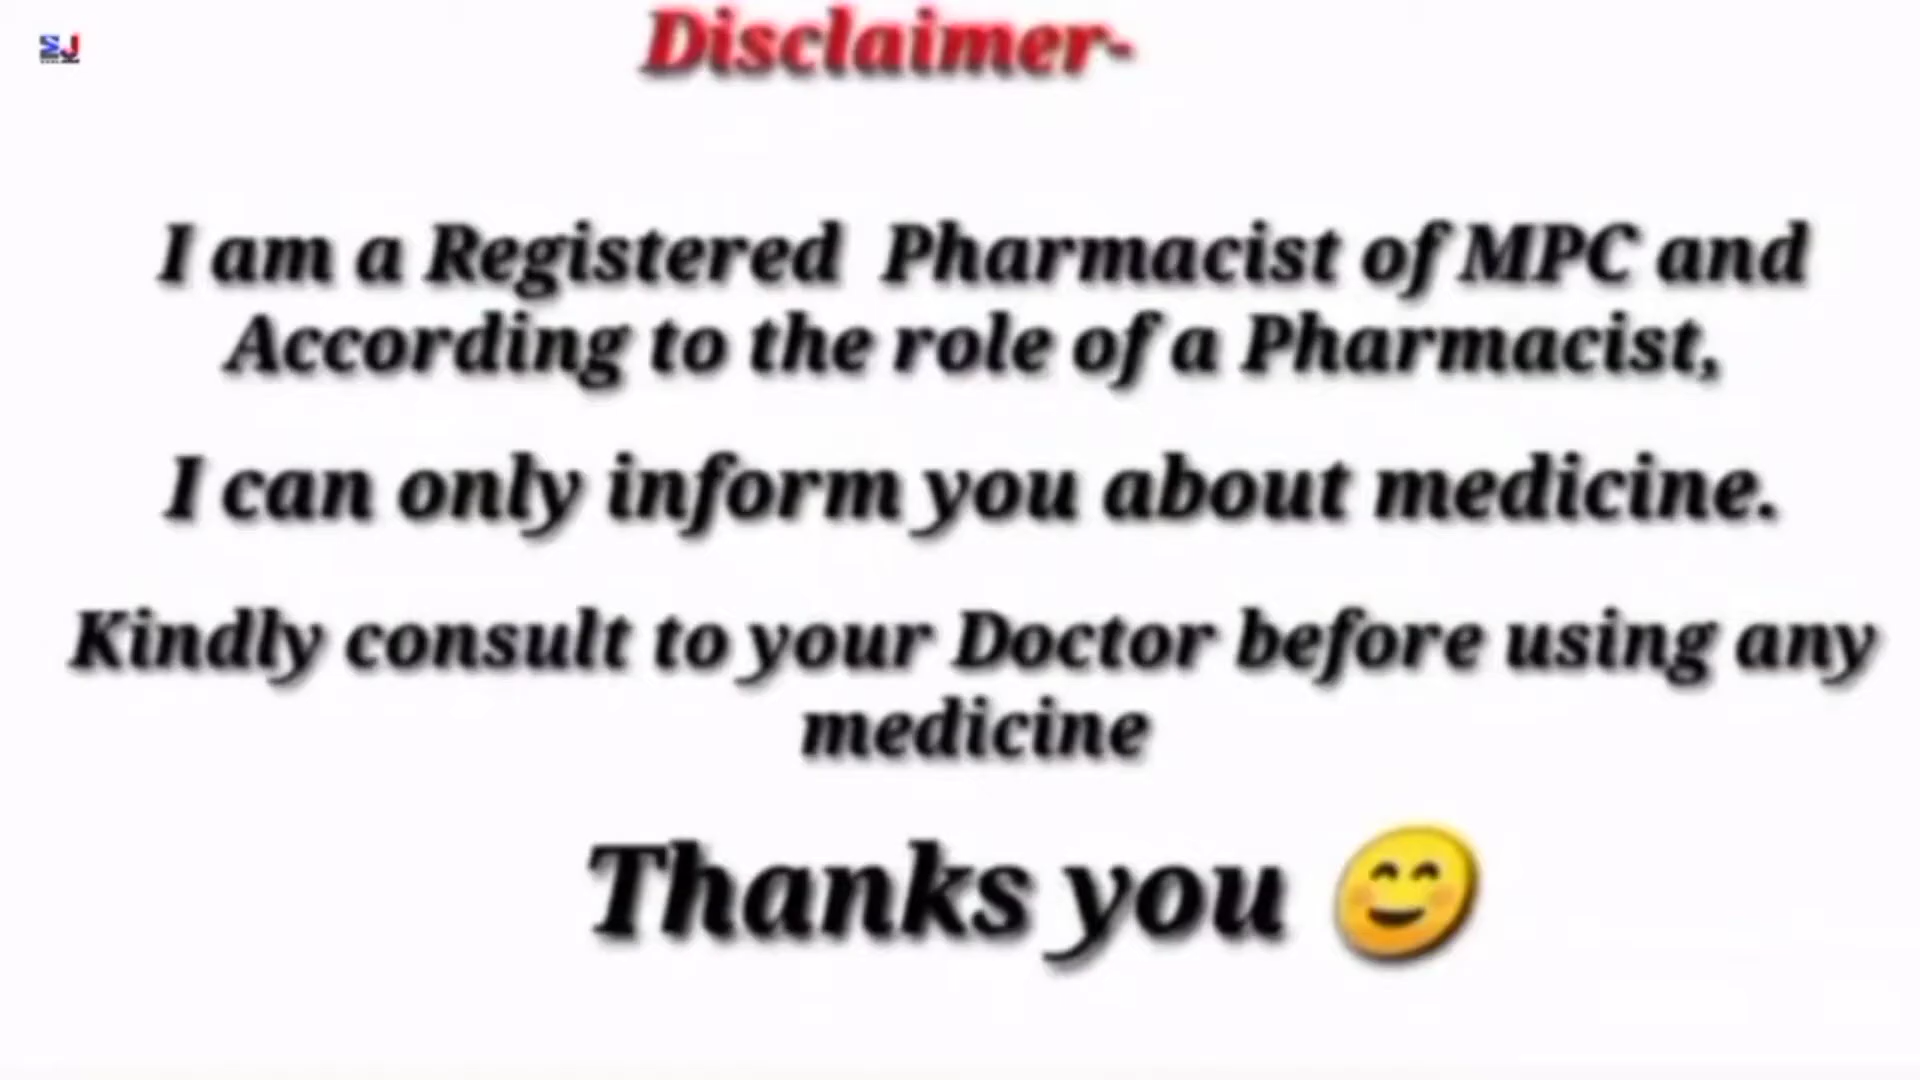 Disclaimer-
I am a Registered Pharmacist of MPC and
According to the role of a Pharmacist,
I can only inform you about medicine.
Kindly consult to your Doctor before using any
medicine
Thanks you 😊